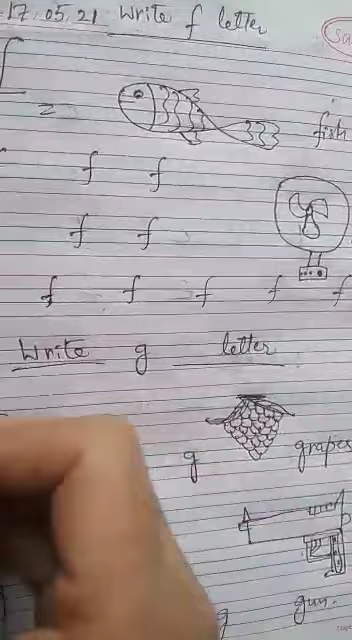 17.05.21 Write f letter
f = fish
f f
f f
f f f f f
Write g letter
g grapes
g gun.